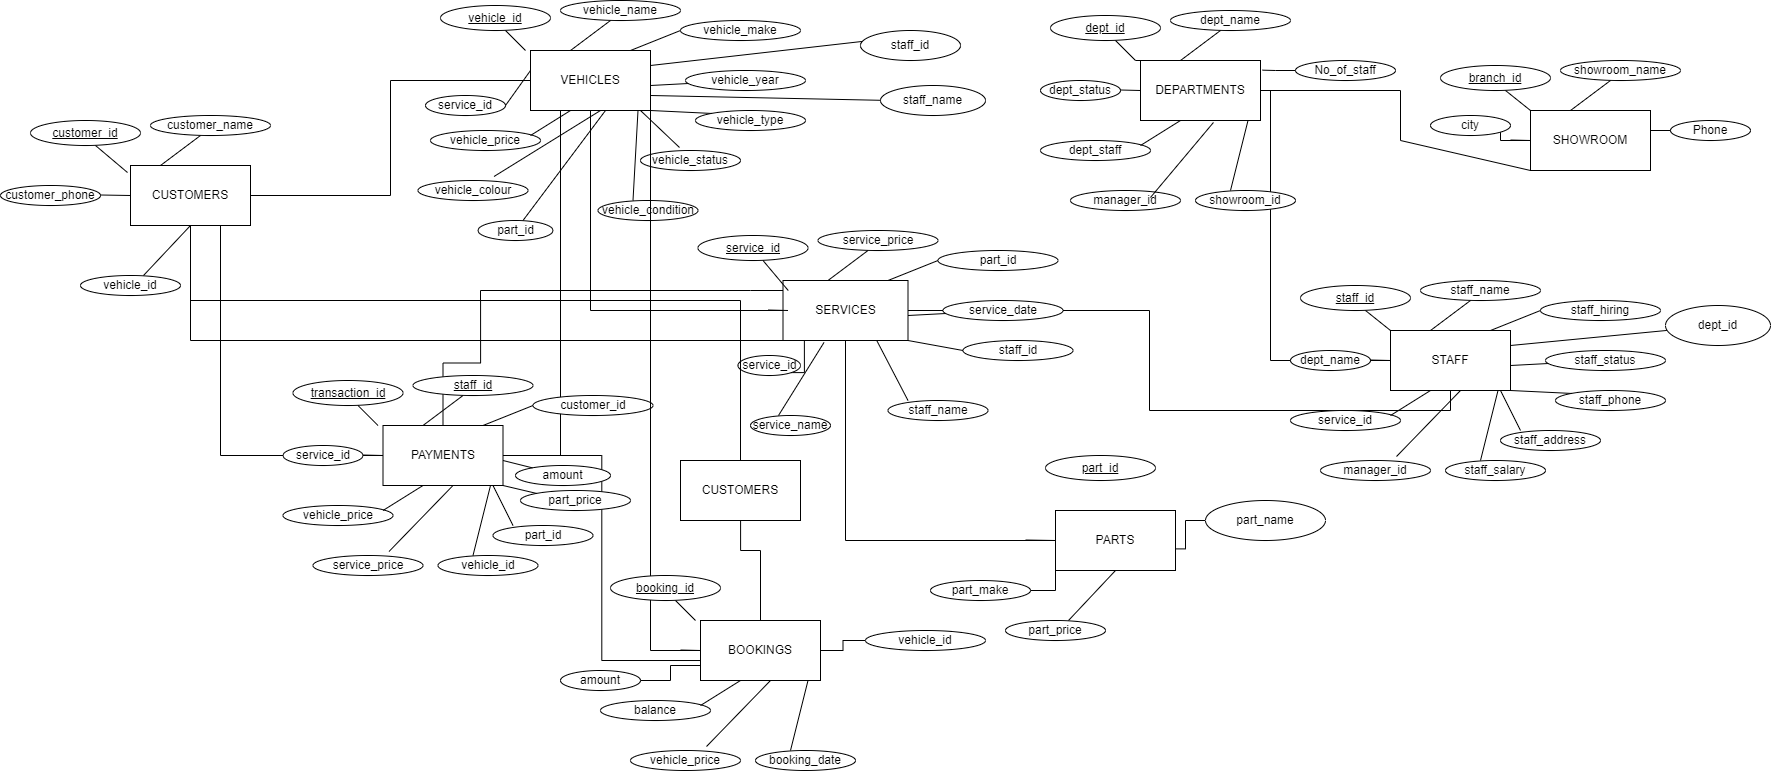 vehicle_id
vehicle_name
vehicle_make
staff_id
VEHICLES
vehicle_year
service_id
staff_name
vehicle_price
vehicle_type
vehicle_status
vehicle_colour
vehicle_condition
part_id
dept_id
dept_name
No_of_staff
DEPARTMENTS
dept_status
dept_staff
manager_id
showroom_id
branch_id
showroom_name
city
SHOWROOM
Phone
customer_id
customer_name
customer_phone
CUSTOMERS
vehicle_id
service_id
service_price
part_id
SERVICES
service_date
staff_id
service_id
service_name
staff_name
staff_id
staff_name
staff_hiring
dept_id
dept_name
STAFF
staff_status
staff_phone
service_id
staff_address
manager_id
staff_salary
transaction_id
staff_id
customer_id
service_id
PAYMENTS
amount
part_price
vehicle_price
part_id
service_price
vehicle_id
CUSTOMERS
part_id
part_name
PARTS
part_make
part_price
booking_id
BOOKINGS
vehicle_id
amount
balance
vehicle_price
booking_date